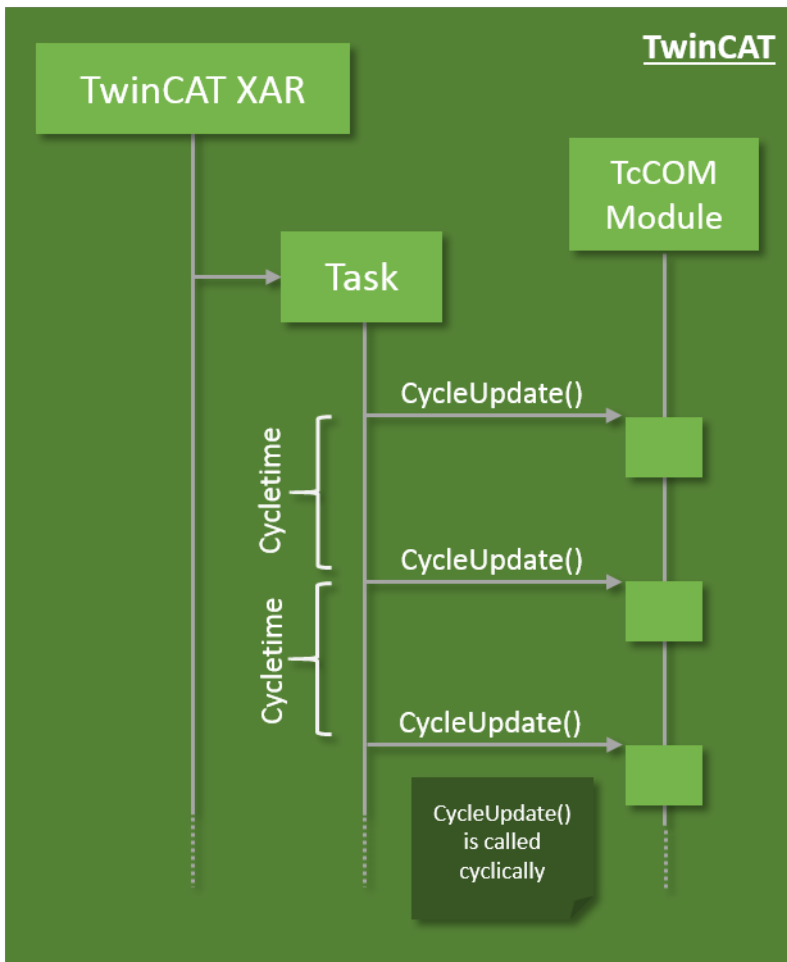 TwinCAT
TwinCAT XAR
TcCOM
Module
Task
CycleUpdate()
Cycletime
CycleUpdate()
Cycletime
CycleUpdate()
CycleUpdate()
is called
cyclically